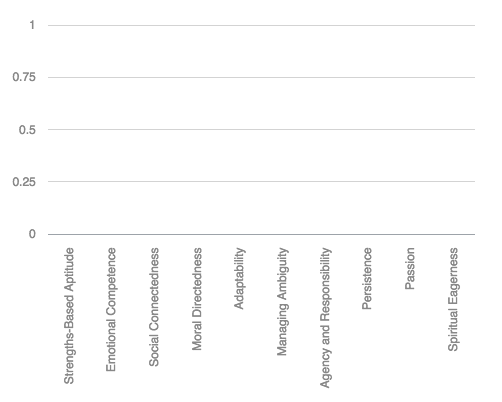 1
0.75
0.5
0.25
0
Strengths-Based Aptitude
Emotional Competence
Social Connectedness
Moral Directedness
Adaptability
Managing Ambiguity
Agency and Responsibility
Persistence
Passion
Spiritual Eagerness